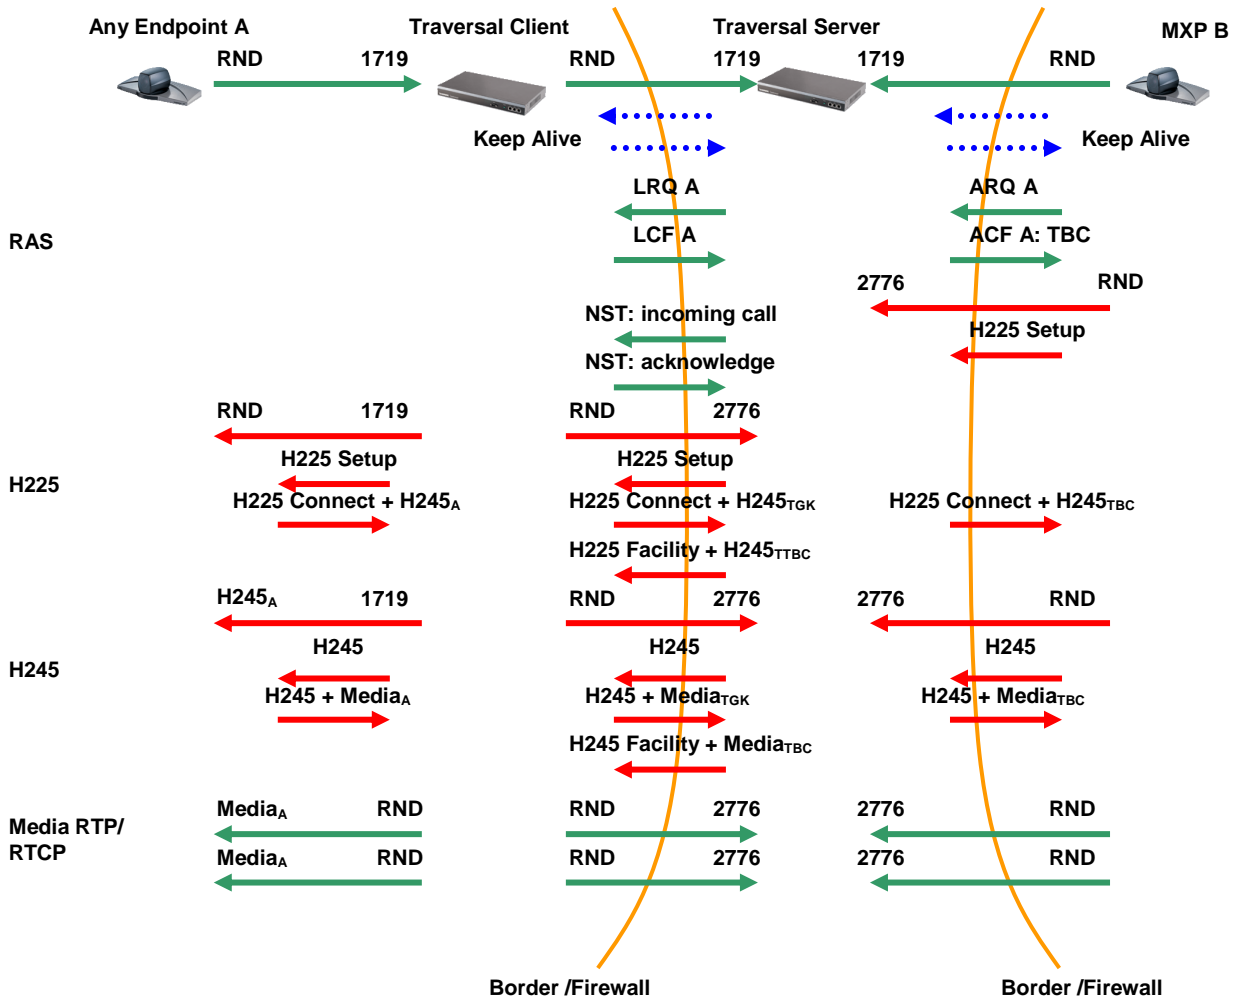 Any Endpoint A
Traversal Client
Traversal Server
MXP B
RND 1719
RND 1719
1719 RND
Keep Alive
Keep Alive
LRQ A
ARQ A
RAS
LCF A
ACF A: TBC
2776 RND
NST: incoming call
H225 Setup
NST: acknowledge
RND 1719
RND 2776
H225 Setup
H225 Setup
H225
H225 Connect + H245A
H225 Connect + H245TGK
H225 Connect + H245TBC
H225 Facility + H245TTBC
H245A 1719
RND 2776
2776 RND
H245
H245
H245
H245
H245 + MediaA
H245 + MediaTGK
H245 + MediaTBC
H245 Facility + MediaTBC
Media RTP/
RTCP
MediaA RND
RND 2776
2776 RND
MediaA RND
RND 2776
2776 RND
Border /Firewall
Border /Firewall